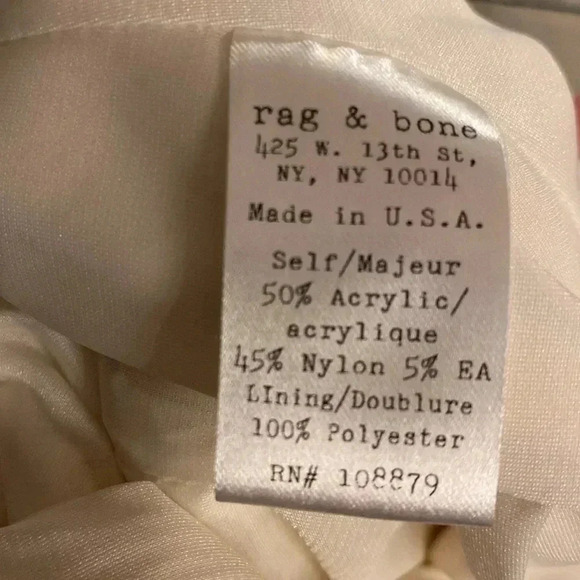 rag & bone
425 W. 13th St,
NY, NY 10014
Made in U.S.A.
Self/Majeur
50% Acrylic/
acrylique
45% Nylon 5% EA
LIning/Doublure
100% Polyester
RN# 108879